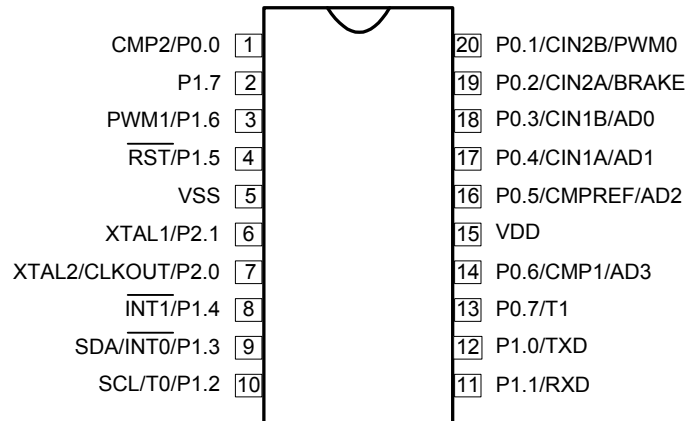 CMP2/P0.0 1 20 P0.1/CIN2B/PWM0
P1.7 2 19 P0.2/CIN2A/BRAKE
PWM1/P1.6 3 18 P0.3/CIN1B/AD0
RST/P1.5 4 17 P0.4/CIN1A/AD1
VSS 5 16 P0.5/CMPREF/AD2
XTAL1/P2.1 6 15 VDD
XTAL2/CLKOUT/P2.0 7 14 P0.6/CMP1/AD3
INT1/P1.4 8 13 P0.7/T1
SDA/INT0/P1.3 9 12 P1.0/TXD
SCL/T0/P1.2 10 11 P1.1/RXD